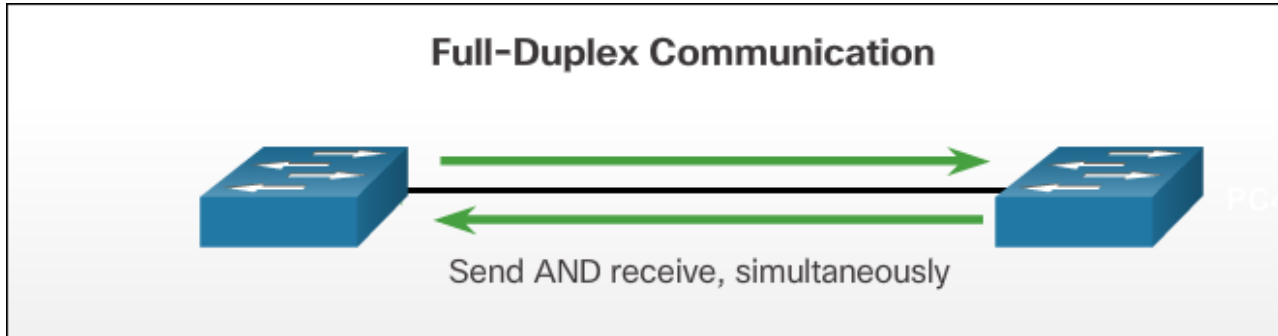 Full-Duplex Communication
Send AND receive, simultaneously